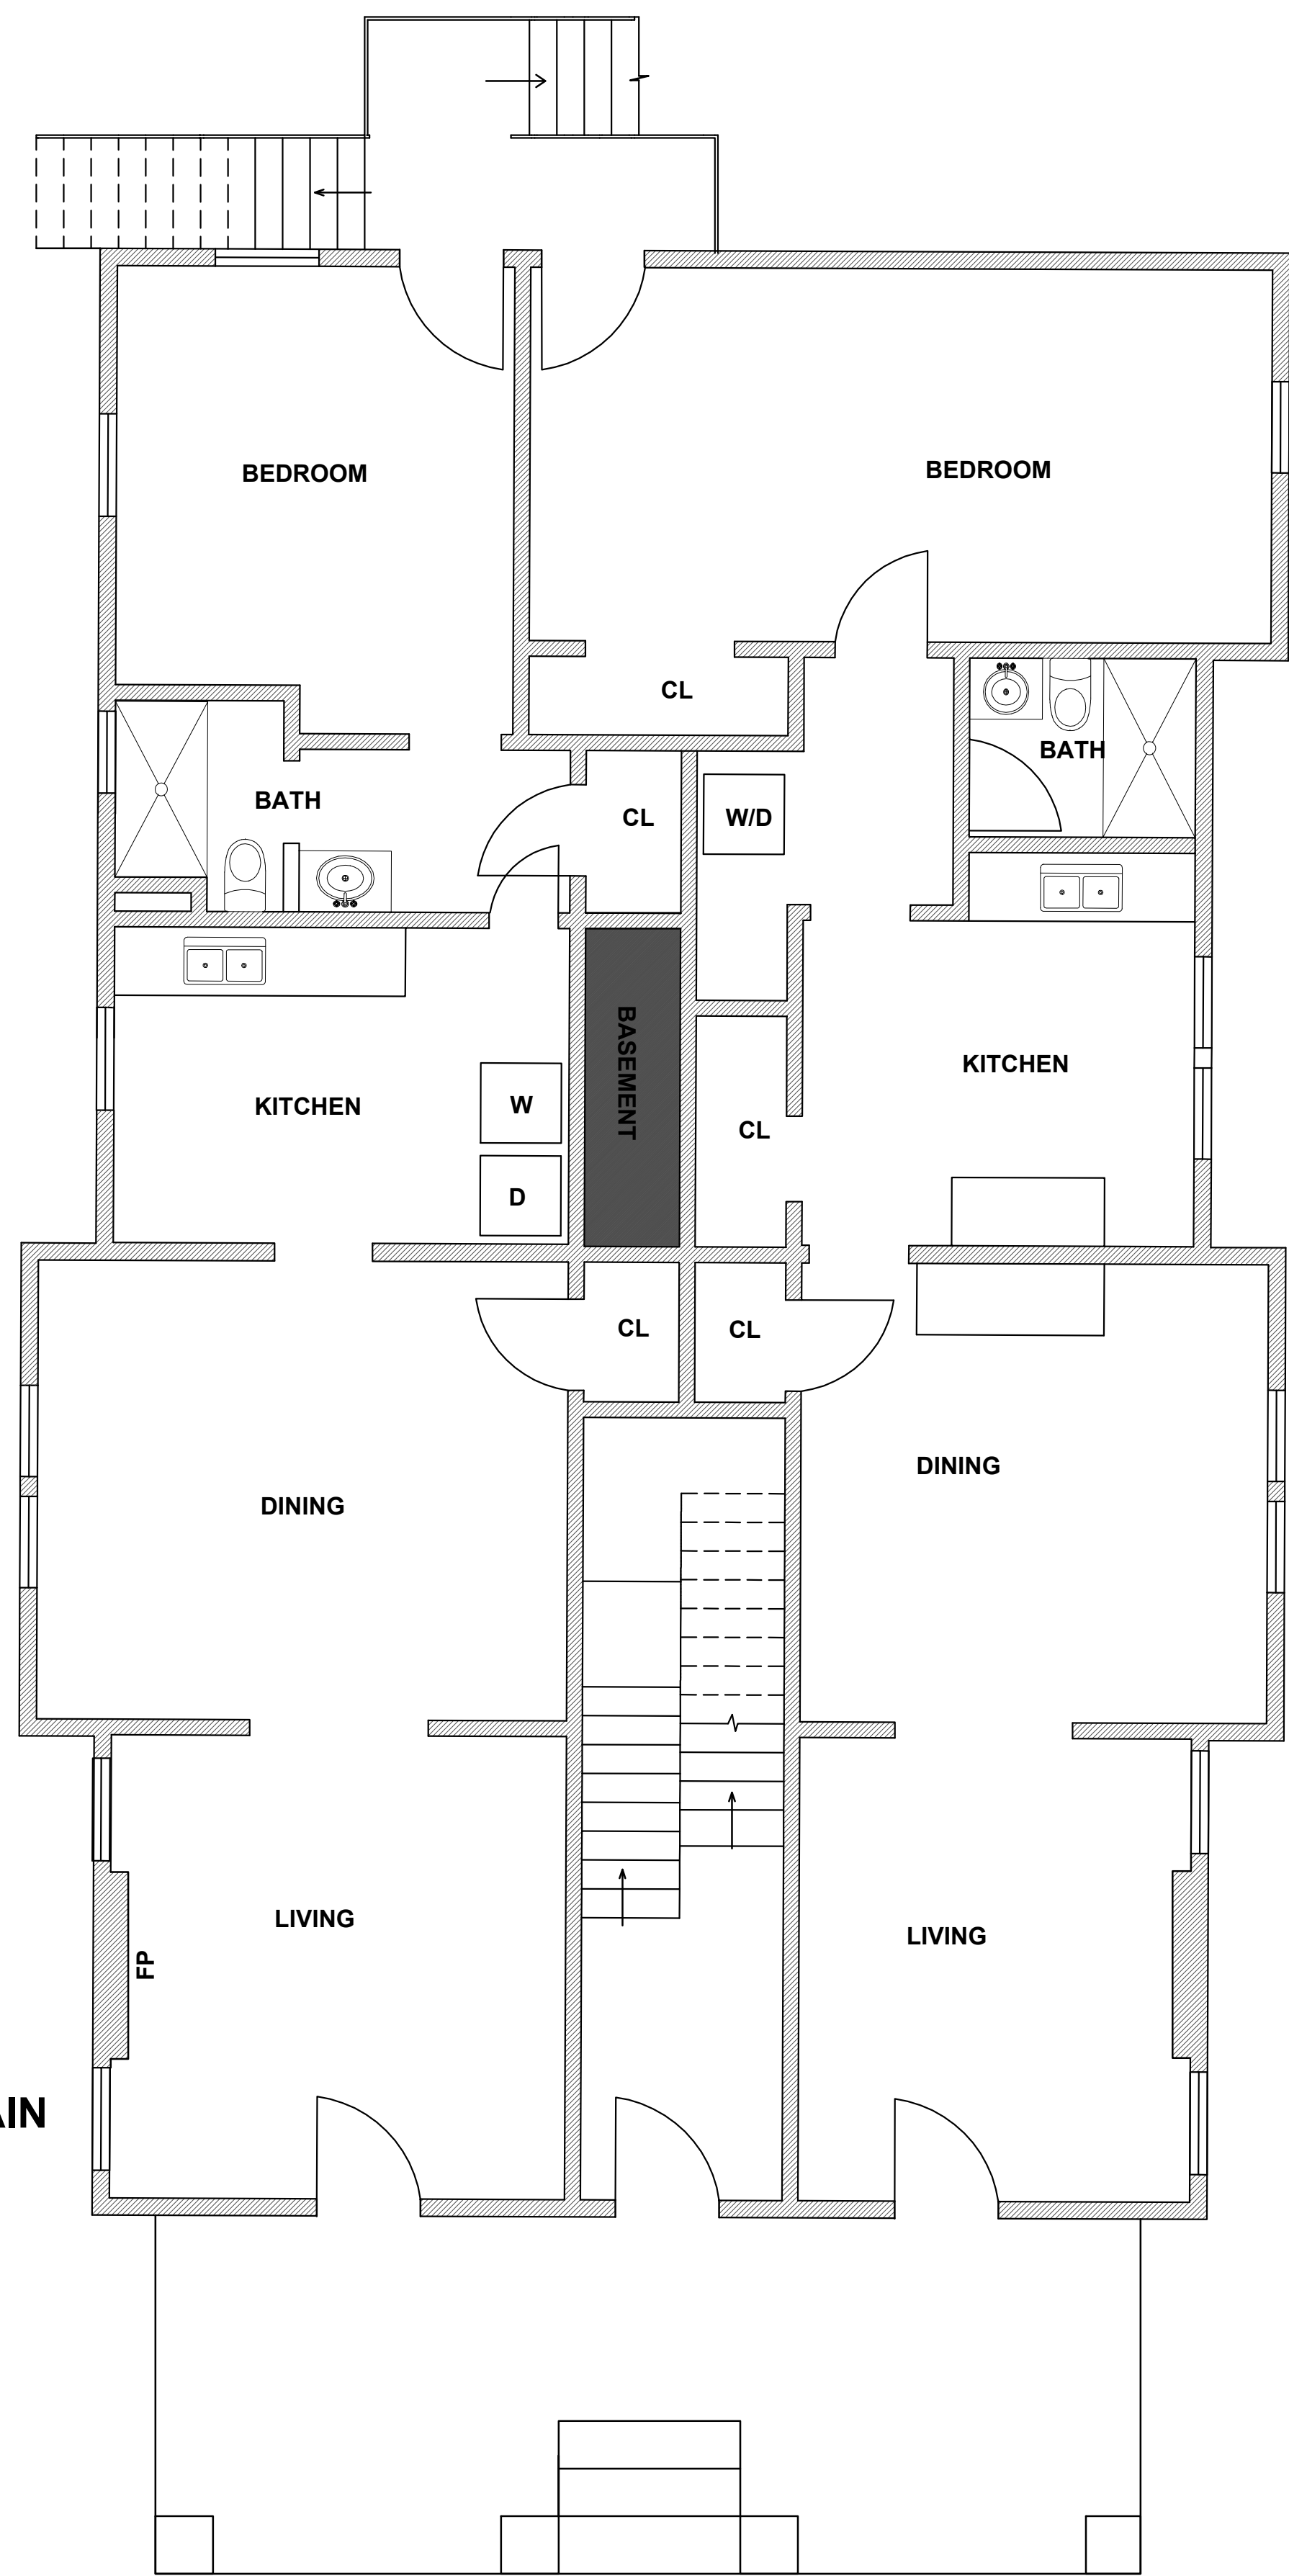 BEDROOM
BEDROOM
CL
BATH
BATH
CL
W/D
BASEMENT
KITCHEN
KITCHEN
W
CL
D
CL
CL
DINING
DINING
LIVING
LIVING
FP